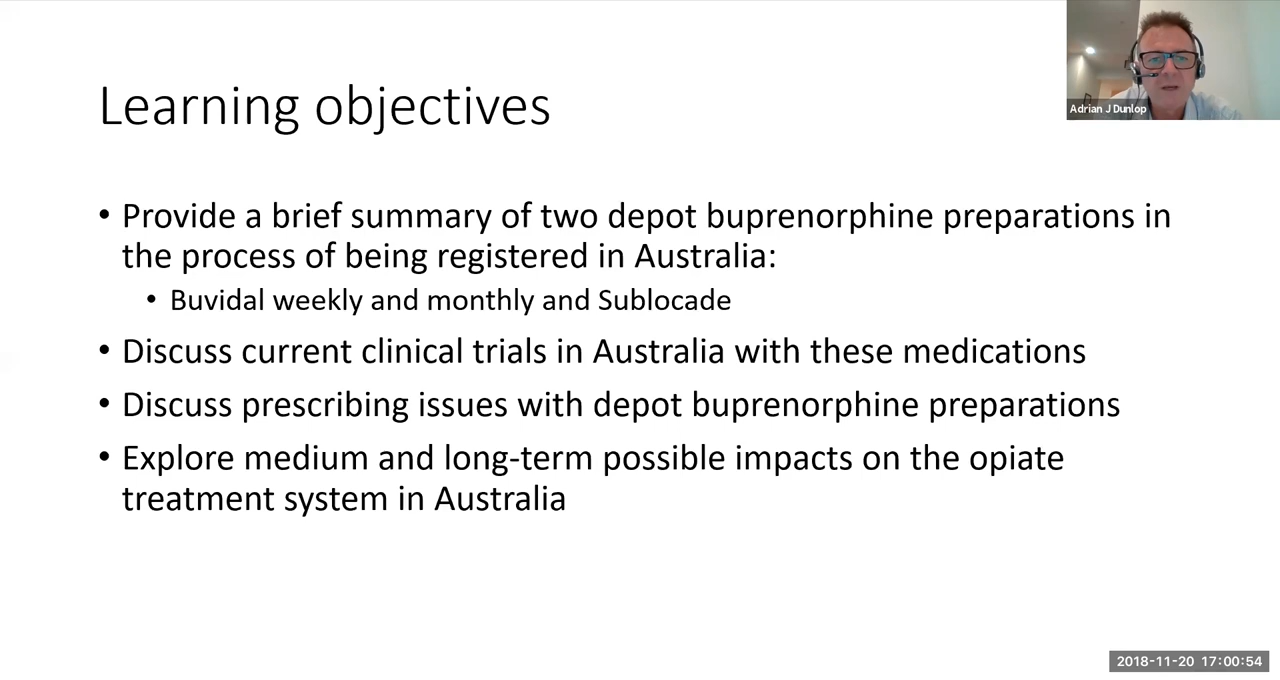 Adrian J Dunlop
Learning objectives
• Provide a brief summary of two depot buprenorphine preparations in
the process of being registered in Australia:
• Buvidal weekly and monthly and Sublocade
• Discuss current clinical trials in Australia with these medications
• Discuss prescribing issues with depot buprenorphine preparations
• Explore medium and long-term possible impacts on the opiate
treatment system in Australia
2018-11-20 17:00:54